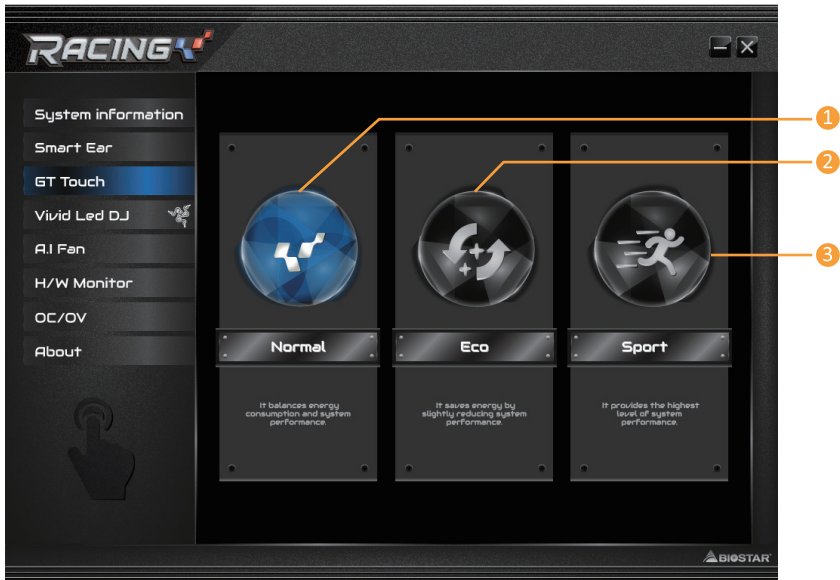 RACING
System information
Smart Ear
GT Touch
Vivid Led DJ
A.I Fan
H/W Monitor
OC/OV
About
1
2
3
Normal
It balances energy
consumption and system
performance.
Eco
It saves energy by
slightly reducing system
performance.
Sport
It provides the highest
level of system
performance.
BIOSTAR